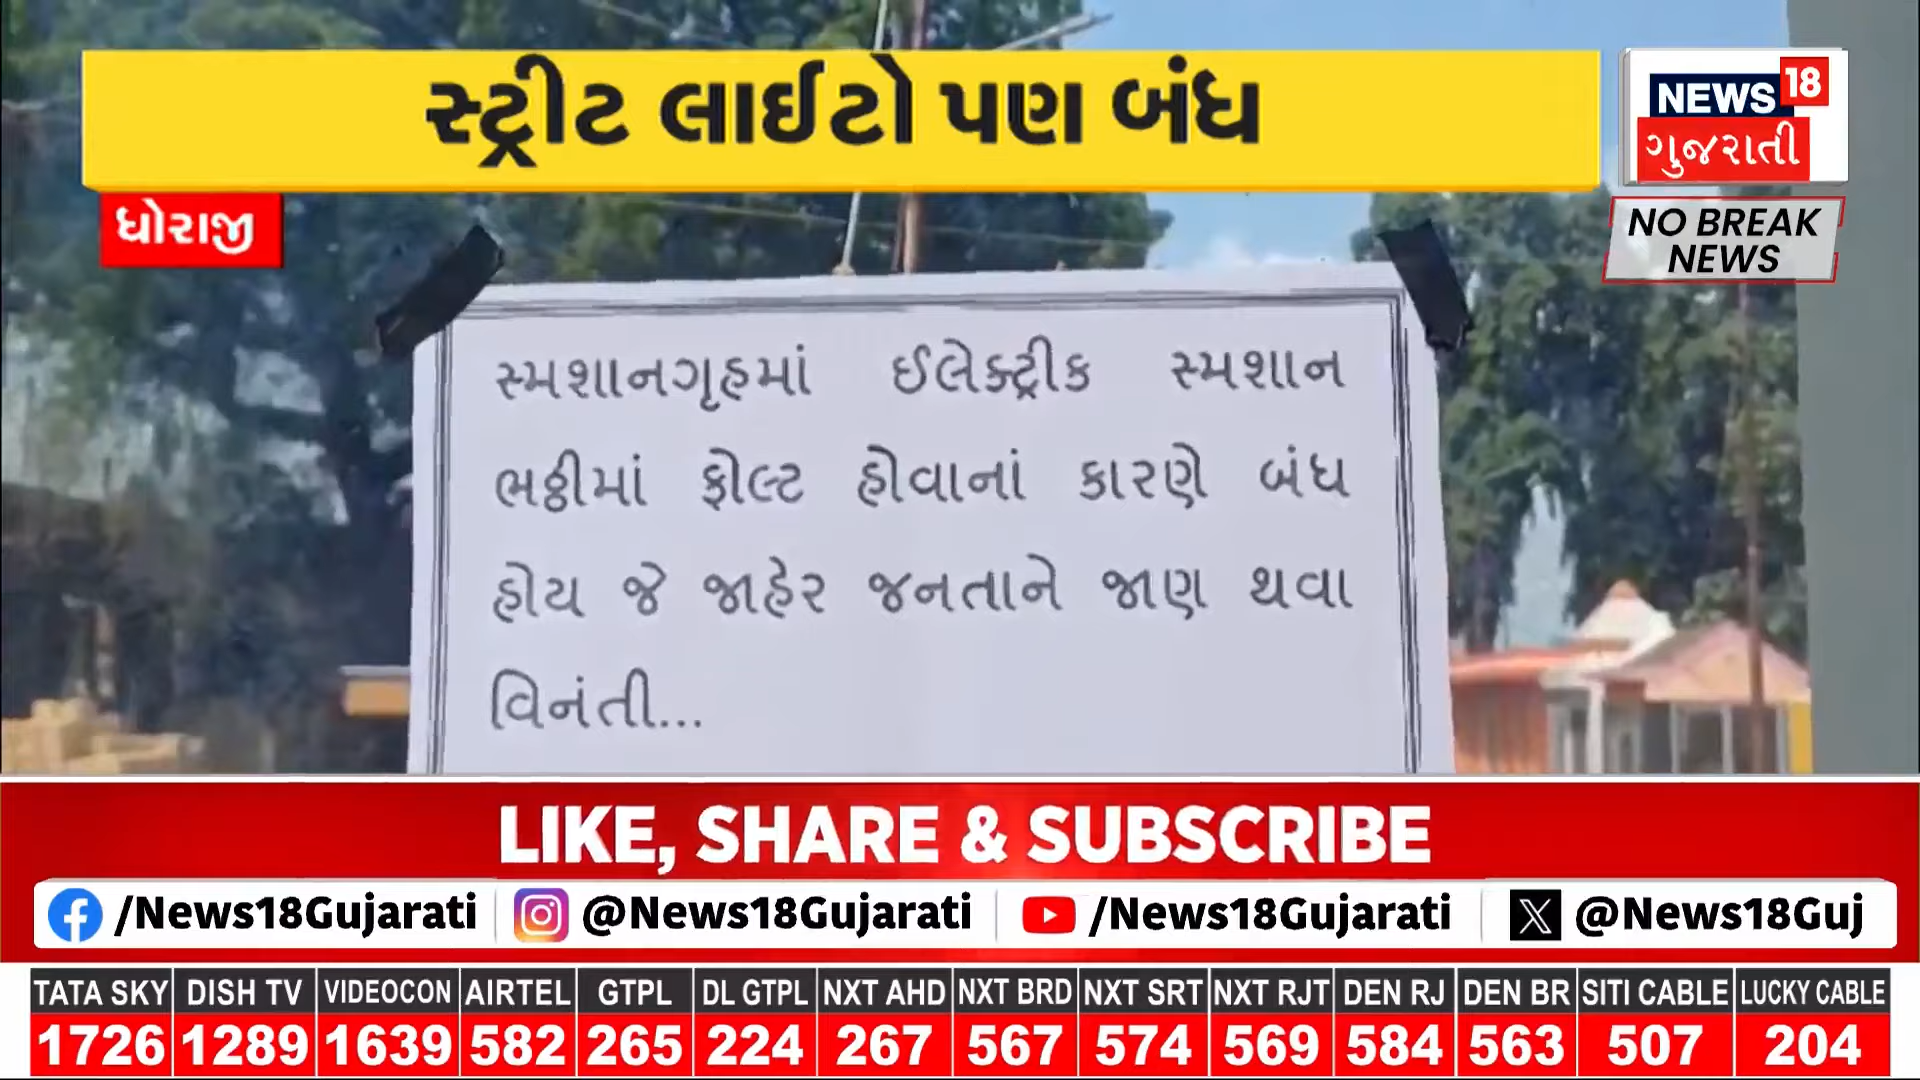 સ્ટ્રીટ લાઈટો પણ બંધ
NEWS 18
ગુજરાતી
NO BREAK
NEWS
ધોરાજી
સ્મશાનગૃહમાં ઈલેક્ટ્રીક સ્મશાન
ભઠ્ઠીમાં ફોલ્ટ હોવાનાં કારણે બંધ
હોય જે જાહેર જનતાને જાણ થવા
વિનંતી...
LIKE, SHARE & SUBSCRIBE
/News18Gujarati @News18Gujarati /News18Gujarati @News18Guj
TATA SKY DISH TV VIDEOCON AIRTEL GTPL DL GTPL NXT AHD NXT BRD NXT SRT NXT RJT DEN RJ DEN BR SITI CABLE LUCKY CABLE
1726 1289 1639 582 265 224 267 567 574 569 584 563 507 204